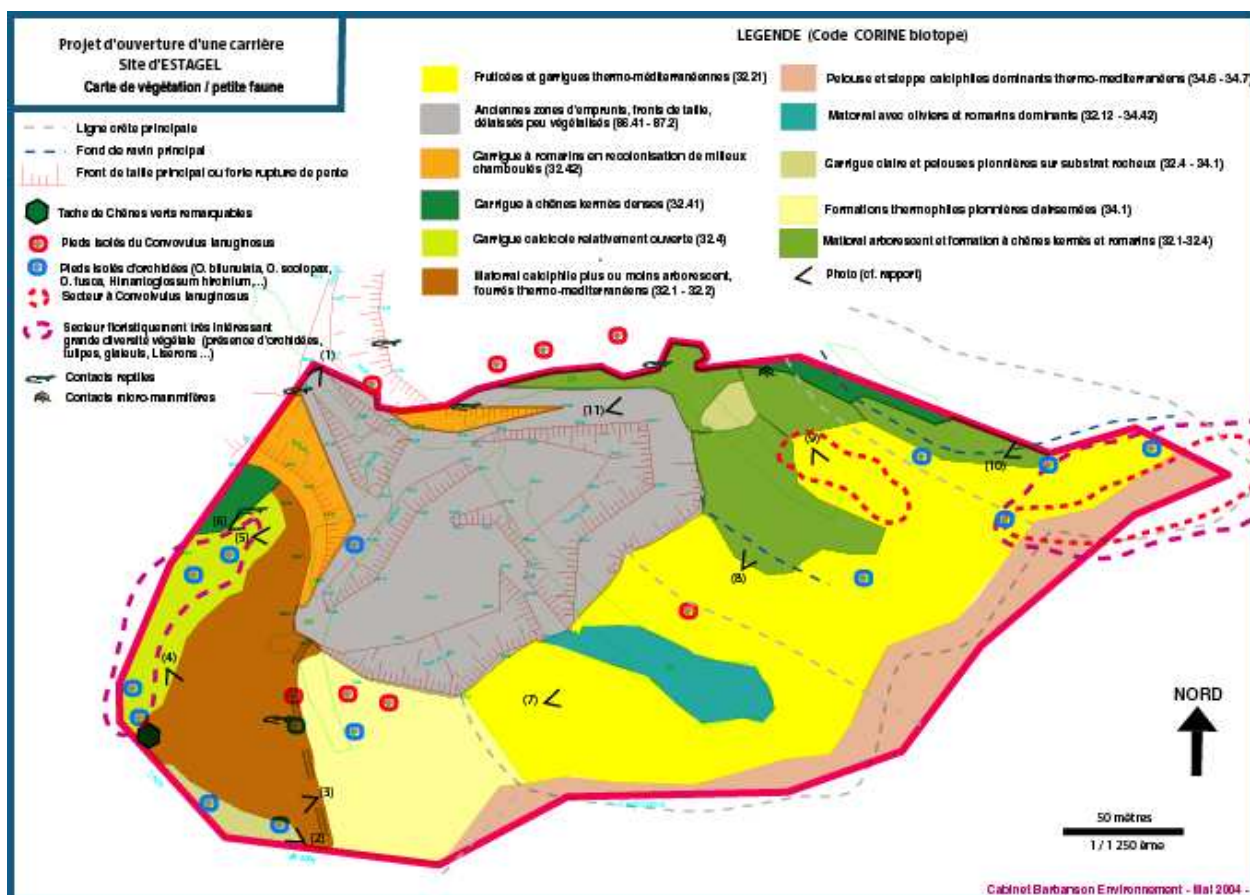 Projet d'ouverture d'une carrière
Site d'ESTAGEL
Carte de végétation / petite faune
Ligne crête principale
Fond de ravin principal
Front de taille principal ou forte rupture de pente
Tache de Chênes verts remarquables
Pieds isolés du Convovulus lanuginosus
Pieds isolés d'orchidées (O. bilunulata, O. scolopax,
O. fusca, Himantoglossum hircinium,...)
Secteur à Convolvulus lanuginosus
Secteur floristiquement très intéressant
grande diversité végétale (présence d'orchidées,
tulipes, glaieuls, Liserons ...)
Contacts reptiles
Contacts micro-mammifères
LEGENDE (Code CORINE biotope)
Fruticées et garrigues thermo-méditerranéennes (32.21)
Anciennes zones d'emprunts, fronts de taille,
délaissés peu végétalisés (86.41 - 87.2)
Garrigue à romarins en recolonisation de milieux
chamboulés (32.42)
Garrigue à chênes kermès denses (32.41)
Garrigue calcicole relativement ouverte (32.4)
Matorral calciphile plus ou moins arborescent,
fourrés thermo-mediterranéens (32.1 - 32.2)
Pelouse et steppe calciphiles dominants thermo-mediterranéens (34.6 - 34.7)
Matorral avec oliviers et romarins dominants (32.12 - 34.42)
Garrigue claire et pelouses pionnières sur substrat rocheux (32.4 - 34.1)
Formations thermophiles pionnières clairsemées (34.1)
Matioral arborescent et formation à chênes kermès et romarins (32.1-32.4)
Photo (cf. rapport)
(1)
(11)
(9)
(10)
(6)
(5)
(8)
(4)
(7)
(3)
(2)
NORD
50 mètres
1 / 1 250 ème
Cabinet Barbanson Environnement - Mai 2004 -